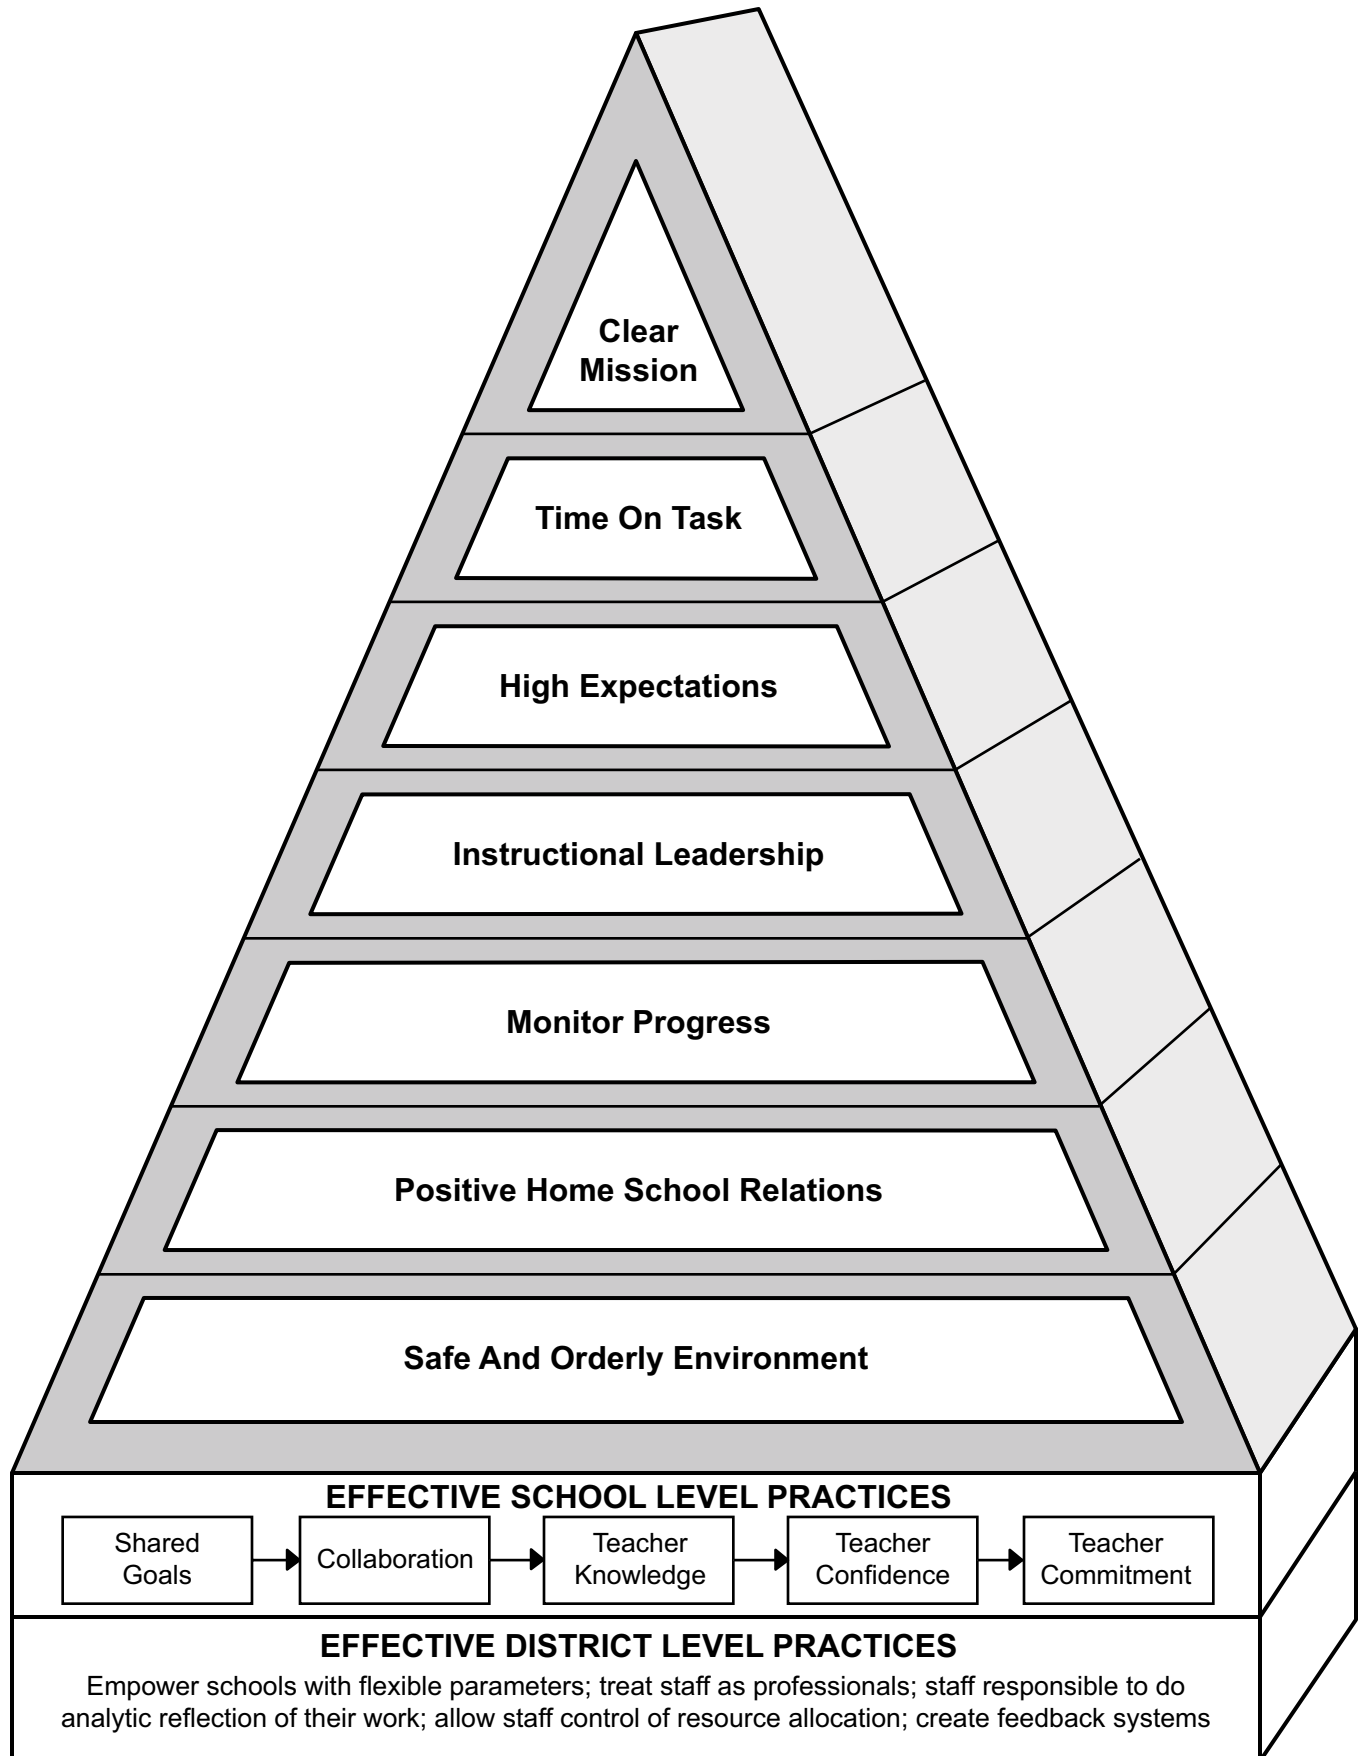 Clear
Mission
Time On Task
High Expectations
Instructional Leadership
Monitor Progress
Positive Home School Relations
Safe And Orderly Environment
EFFECTIVE SCHOOL LEVEL PRACTICES
Shared
Goals
Collaboration
Teacher
Knowledge
Teacher
Confidence
Teacher
Commitment
EFFECTIVE DISTRICT LEVEL PRACTICES
Empower schools with flexible parameters; treat staff as professionals; staff responsible to do
analytic reflection of their work; allow staff control of resource allocation; create feedback systems